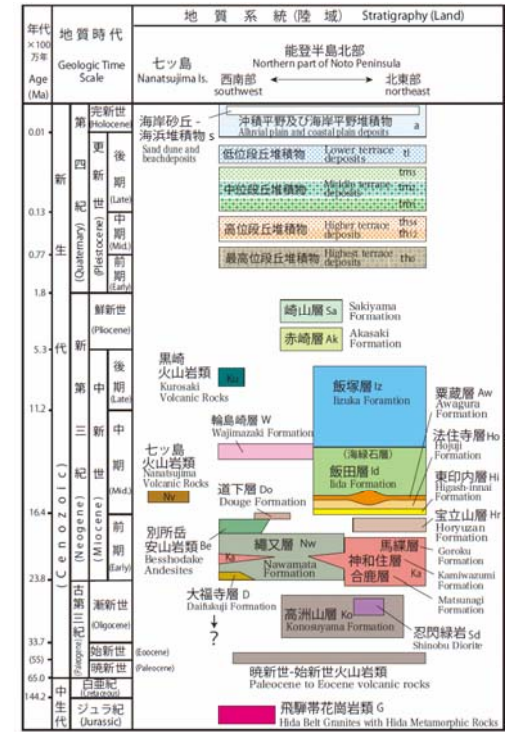 地質系統(陸域) Stratigraphy (Land)
年代
×100
万年
Age
(Ma)
地質時代
Geologic Time
Scale
七ッ島
Nanatsujima Is.
能登半島北部
Northern part of Noto Peninsula
西南部
southwest
北東部
northeast
0.01
0.13
0.77
1.8
5.3
11.2
16.4
23.8
33.7
(55)
65.0
144.2
新生代
(Cenozoic)
第四紀
(Quaternary)
完新世
(Holocene)
更新世
(Pleistocene)
後期
(Late)
中期
(Mid.)
前期
(Early)
新第三紀
(Neogene)
鮮新世
(Pliocene)
中新世
(Miocene)
後期
(Late)
中期
(Mid.)
前期
(Early)
古第三紀
(Paleogene)
漸新世
(Oligocene)
始新世
(Eocene)
暁新世
(Paleocene)
中生代
白亜紀
(Cretaceous)
ジュラ紀
(Jurassic)
海岸砂丘 -
海浜堆積物 s
Sand dune and
beachdeposits
沖積平野及び海岸平野堆積物
Alluvial plain and coastal plain deposits
a
低位段丘堆積物 Lower terrace
deposits
tl
中位段丘堆積物 Middle terrace
deposits
tm3
tm2
tm1
高位段丘堆積物 Higher terrace
deposits
最高位段丘堆積物 Highest terrace
deposits
崎山層 Sa
Sakiyama
Formation
赤崎層 Ak
Akasaki
Formation
黒崎
火山岩類
Kurosaki
Volcanic Rocks
Kur
飯塚層 Iz
Iizuka Foramtion
粟蔵層 Aw
Awagura
Formation
輪島崎層 W
Wajimazaki Formation
(海緑石層)
飯田層 Id
Iida Formation
法住寺層 Ho
Hojuji
Formation
七ッ島
火山岩類
Nanatsujima
Volcanic Rocks
Nv
東印内層 Hi
Higash-innai
Formation
道下層 Do
Douge Formation
宝立山層 Hr
Horyuzan Formation
別所岳
安山岩類 Be
Besshodake
Andesites
縄又層 Nw
Nawamata
Formation
Ka
馬緤層
Goroku
Formation
神和住層
Kamiwazumi
Formation
合鹿層
Ka
Matsunagi
Formation
大福寺層 D
Daifukuji Formation
?
高洲山層 Ko
Konosuyama Formation
忍閃緑岩 Sd
Shinobu Diorite
暁新世-始新世火山岩類
Paleocene to Eocene volcanic rocks
飛騨帯花崗岩類 G
Hida Belt Granites with Hida Metamorphic Rocks